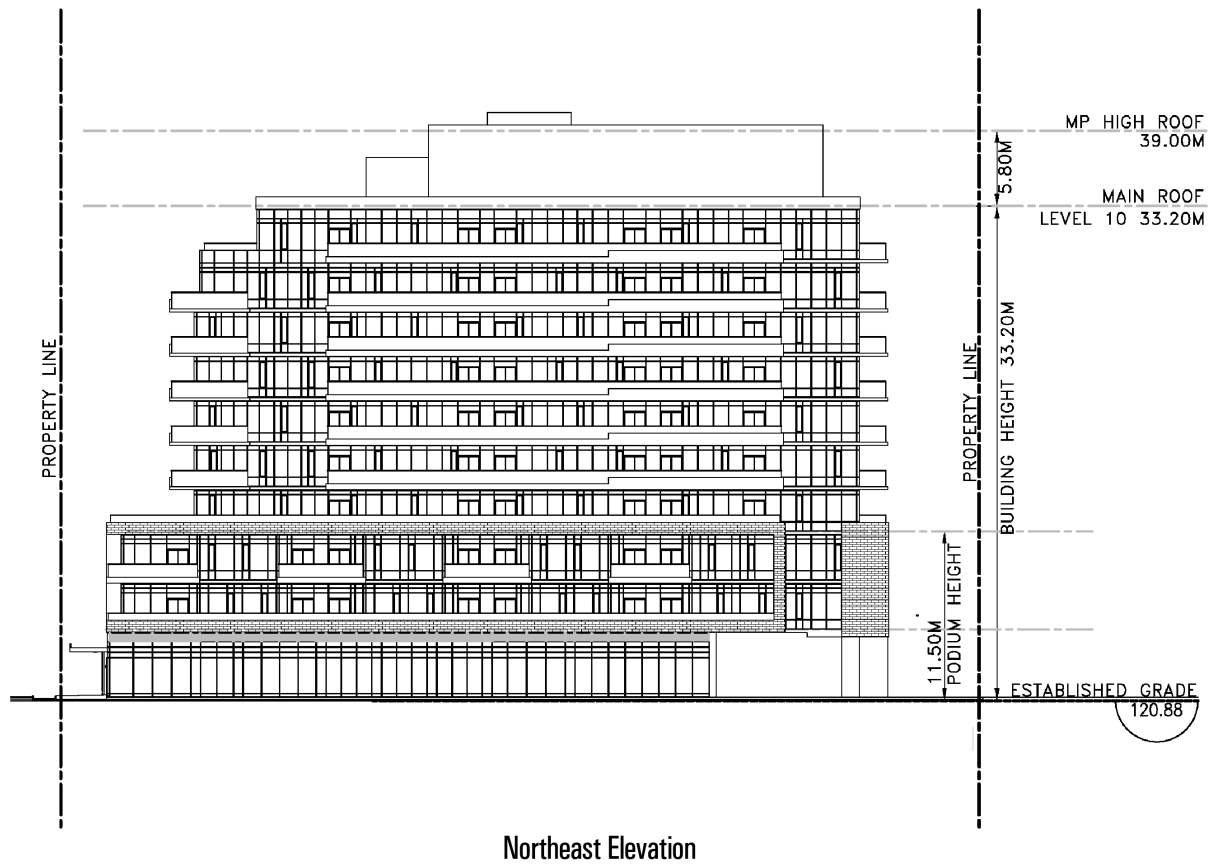 MP HIGH ROOF
39.00M
5.80M
MAIN ROOF
LEVEL 10 33.20M
BUILDING HEIGHT 33.20M
PROPERTY LINE
PROPERTY LINE
11.50M
PODIUM HEIGHT
ESTABLISHED GRADE
120.88
Northeast Elevation